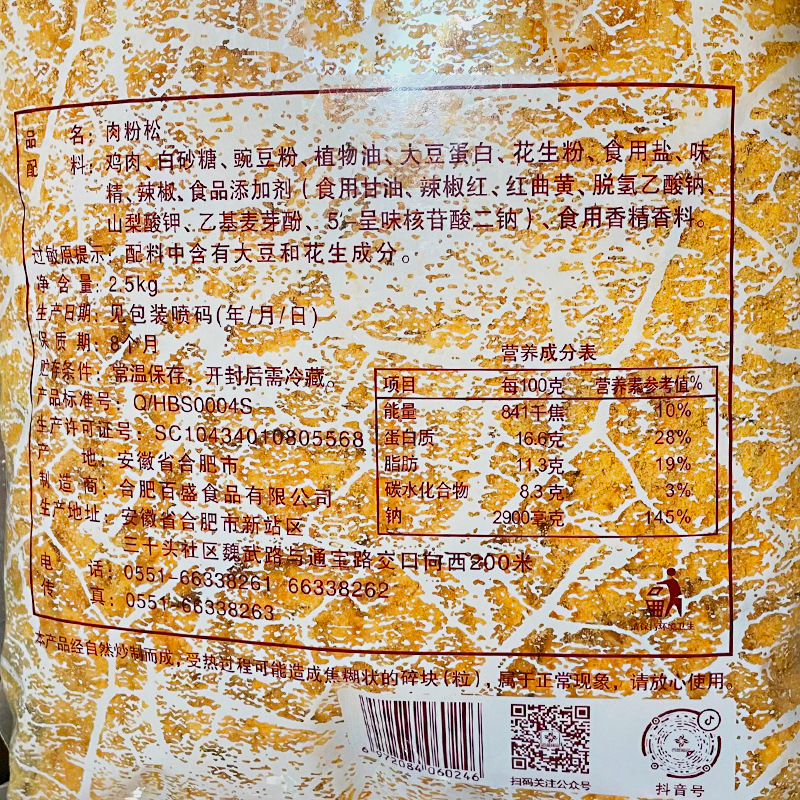 品 名：肉粉松
配 料：鸡肉、白砂糖、豌豆粉、植物油、大豆蛋白、花生粉、食用盐、味
精、辣椒、食品添加剂（食用甘油、辣椒红、红曲黄、脱氢乙酸钠、
山梨酸钾、乙基麦芽酚、5’-呈味核苷酸二钠）、食用香精香料。
过敏原提示：配料中含有大豆和花生成分。
净含量：2.5kg
生产日期：见包装喷码(年/月/日)
保质期：8个月
贮存条件：常温保存，开封后需冷藏。
产品标准号：Q/HBS0004S
生产许可证号：SC10434010805568
产 地：安徽省合肥市
制造商：合肥百盛食品有限公司
生产地址：安徽省合肥市新站区
三十头社区魏武路与通宝路交口向西200米
电 话：0551-66338261 66338262
传 真：0551-66338263
营养成分表
项目 每100克 营养素参考值%
能量 841千焦 10%
蛋白质 16.6克 28%
脂肪 11.3克 19%
碳水化合物 8.3克 3%
钠 2900毫克 145%
请保持环境卫生
本产品经自然炒制而成，受热过程可能造成焦糊状的碎块(粒)，属于正常现象，请放心使用。
6 972084 060246
扫码关注公众号
抖音号